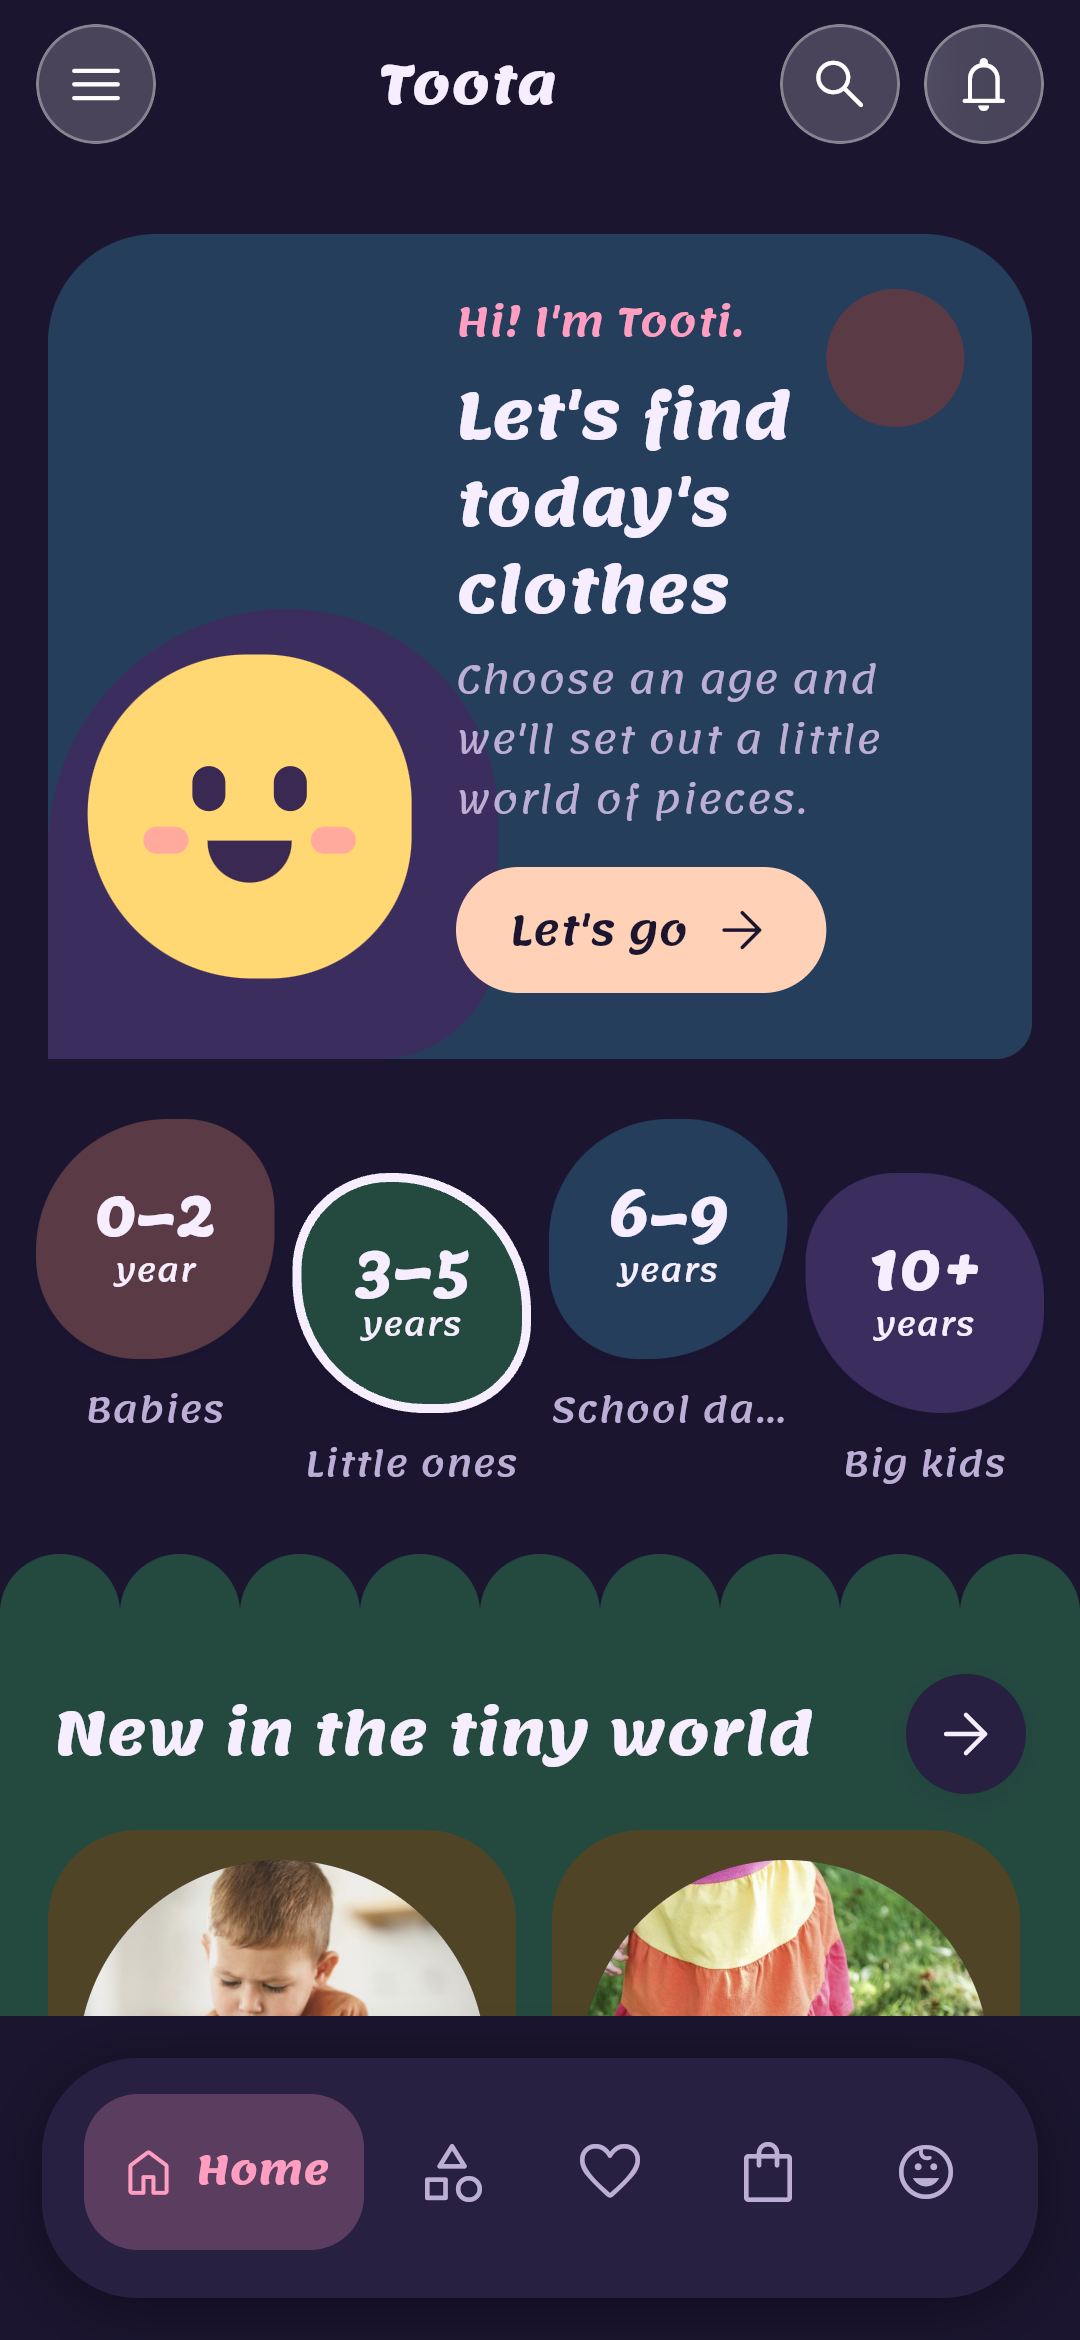 Toota
Hi! I'm Tooti.
Let's find
today's
clothes
Choose an age and
we'll set out a little
world of pieces.
Let's go
0–2
year
Babies
3–5
years
Little ones
6–9
years
School da...
10+
years
Big kids
New in the tiny world
Home